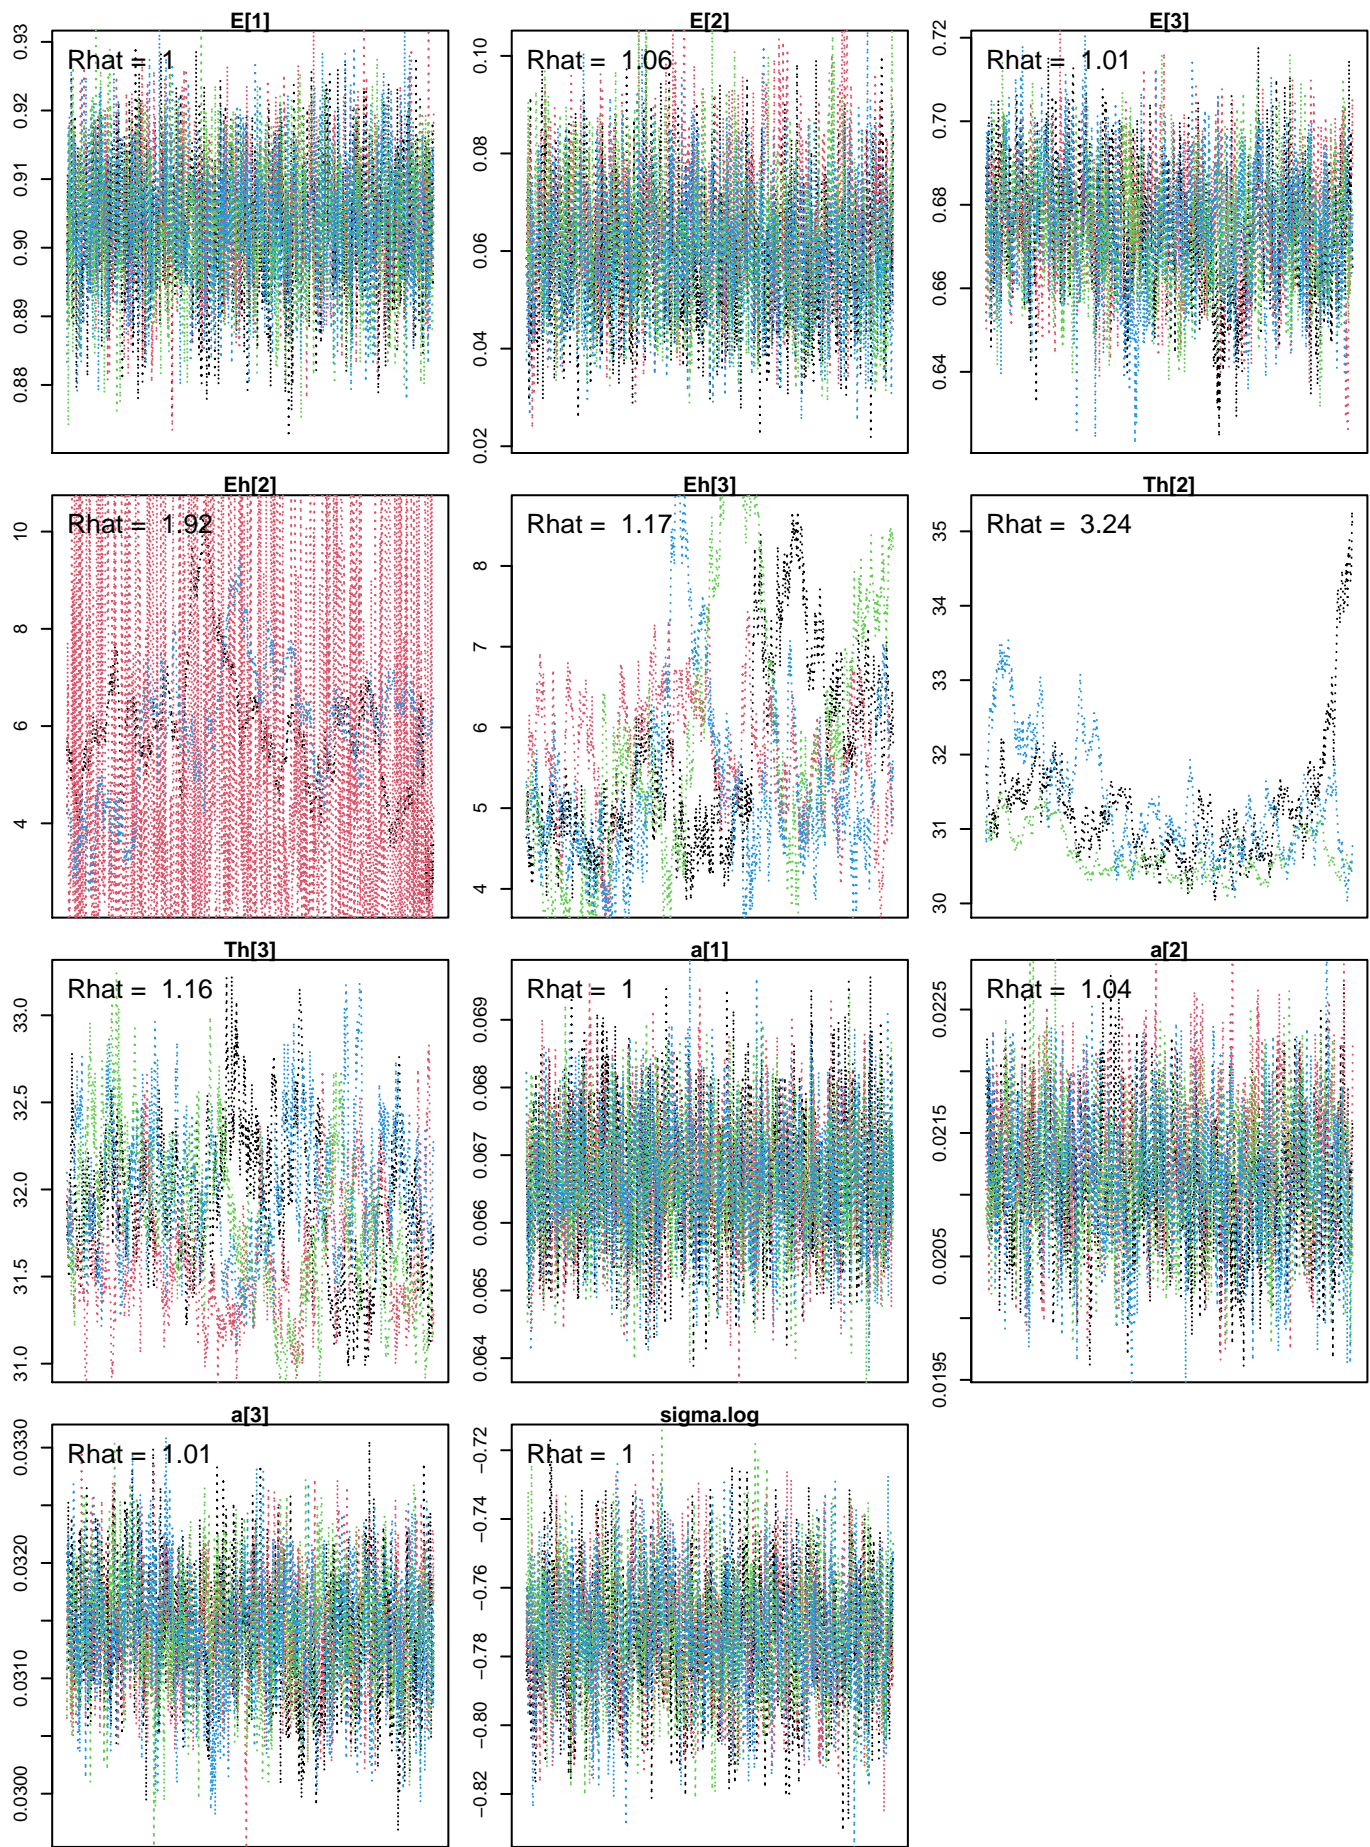 E[1]
Rhat = 1
0.93
0.92
0.91
0.90
0.89
0.88
E[2]
Rhat = 1.06
0.10
0.08
0.06
0.04
0.02
E[3]
Rhat = 1.01
0.72
0.70
0.68
0.66
0.64
Eh[2]
Rhat = 1.92
10
8
6
4
Eh[3]
Rhat = 1.17
8
7
6
5
4
Th[2]
Rhat = 3.24
35
34
33
32
31
30
Th[3]
Rhat = 1.16
33.0
32.5
32.0
31.5
31.0
a[1]
Rhat = 1
0.069
0.068
0.067
0.066
0.065
0.064
a[2]
Rhat = 1.04
0.0225
0.0215
0.0205
0.0195
a[3]
Rhat = 1.01
0.0330
0.0320
0.0310
0.0300
sigma.log
Rhat = 1
−0.72
−0.74
−0.76
−0.78
−0.80
−0.82